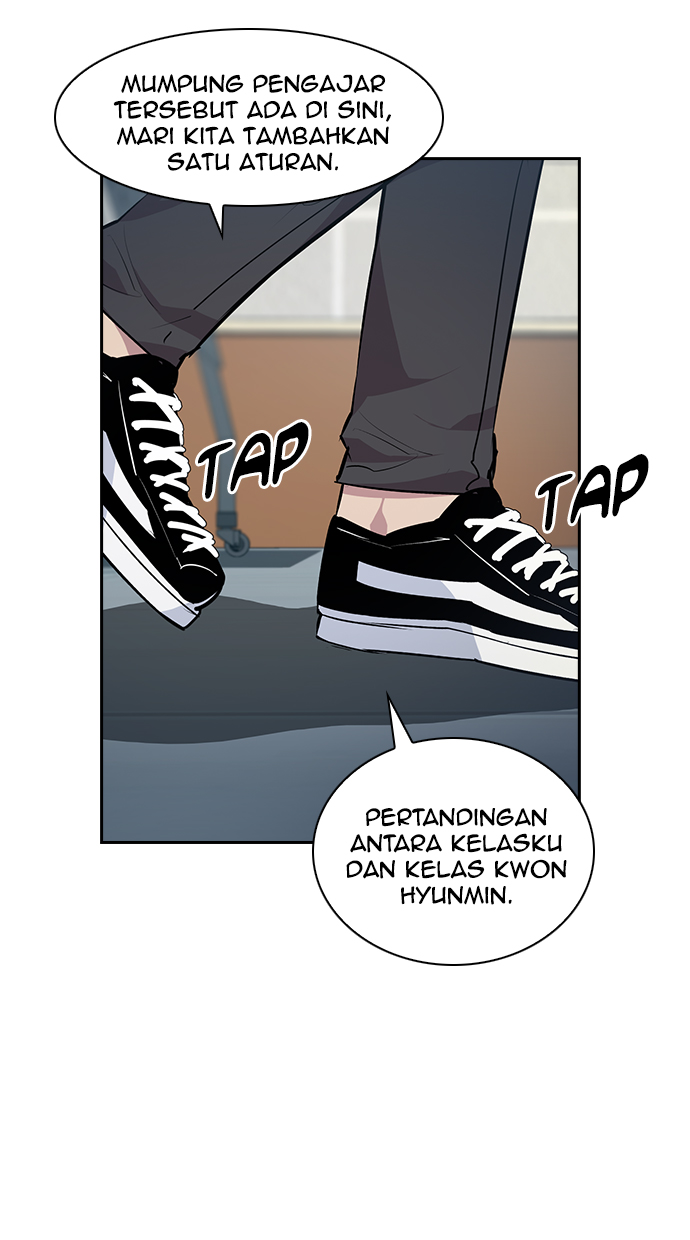 MUMPUNG PENGAJAR
TERSEBUT ADA DI SINI,
MARI KITA TAMBAHKAN
SATU ATURAN.
TAP
TAP
PERTANDINGAN
ANTARA KELASKU
DAN KELAS KWON
HYUNMIN.